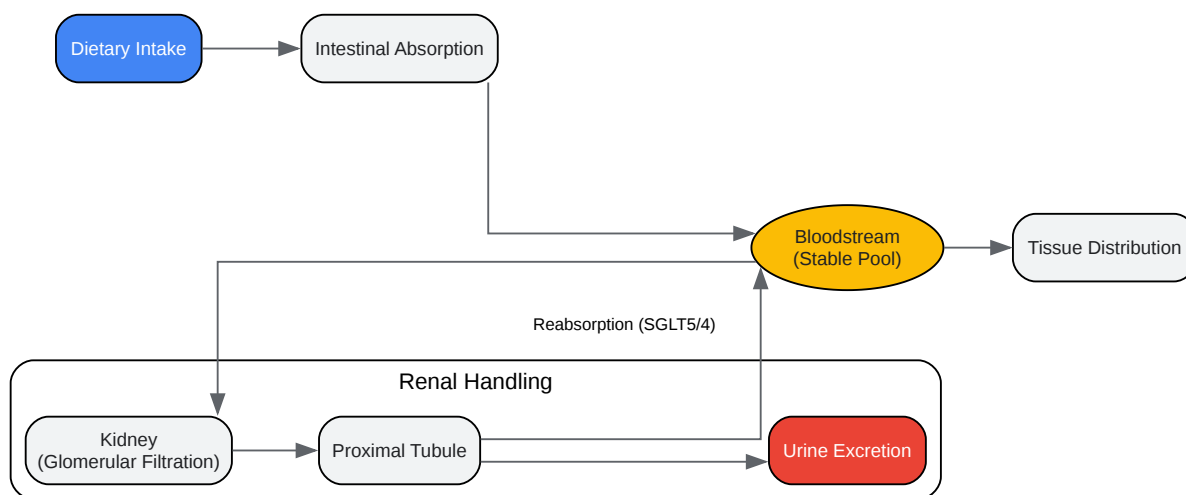 Dietary Intake
Intestinal Absorption
Bloodstream
(Stable Pool)
Tissue Distribution
Reabsorption (SGLT5/4)
Renal Handling
Kidney
(Glomerular Filtration)
Proximal Tubule
Urine Excretion